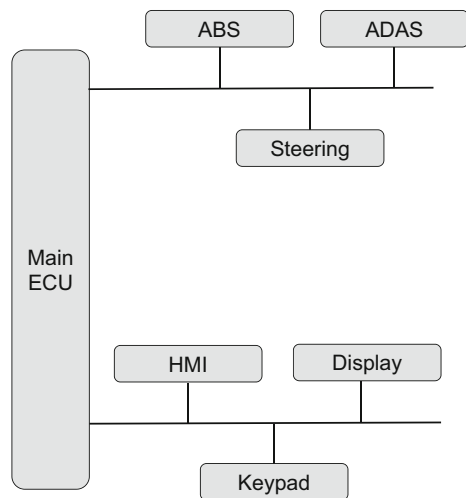 ABS
ADAS
Steering
Main
ECU
HMI
Display
Keypad